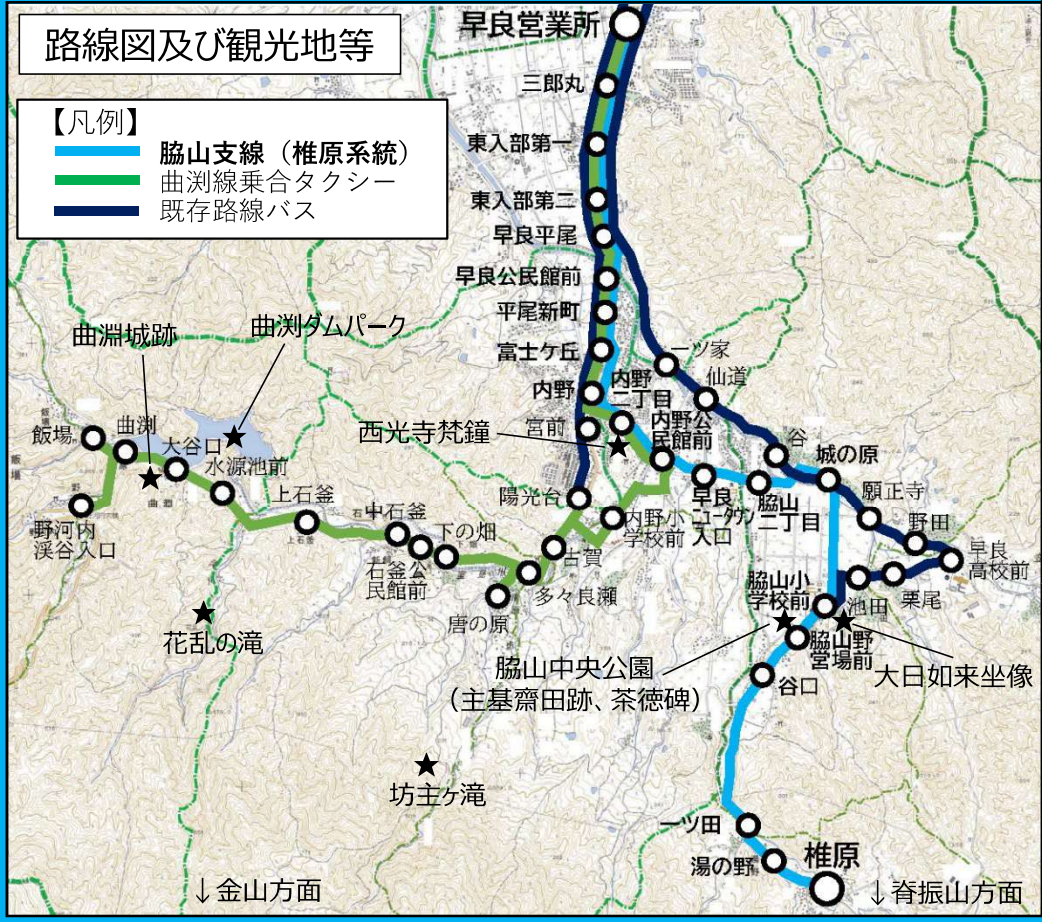 路線図及び観光地等
【凡例】
脇山支線（椎原系統）
曲渕線乗合タクシー
既存路線バス
早良営業所
三郎丸
東入部第一
東入部第二
早良平尾
早良公民館前
平尾新町
富士ケ丘
内野
内野
二丁目
宮前
内野公
民館前
西光寺梵鐘
陽光台
一ツ家
仙道
谷
城の原
願正寺
野田
早良
高校前
栗尾
池田
早良
ニュータウン
入口
脇山
二丁目
内野小
学校前
古賀
多々良瀬
唐の原
下の畑
石釜公
民館前
中石釜
上石釜
水源池前
大谷口
曲渕
飯場
野河内
渓谷入口
曲淵城跡
曲渕ダムパーク
花乱の滝
坊主ヶ滝
脇山小
学校前
脇山野
営場前
谷口
脇山中央公園
（主基齋田跡、茶徳碑）
大日如来坐像
一ツ田
湯の野
椎原
↓金山方面
↓脊振山方面